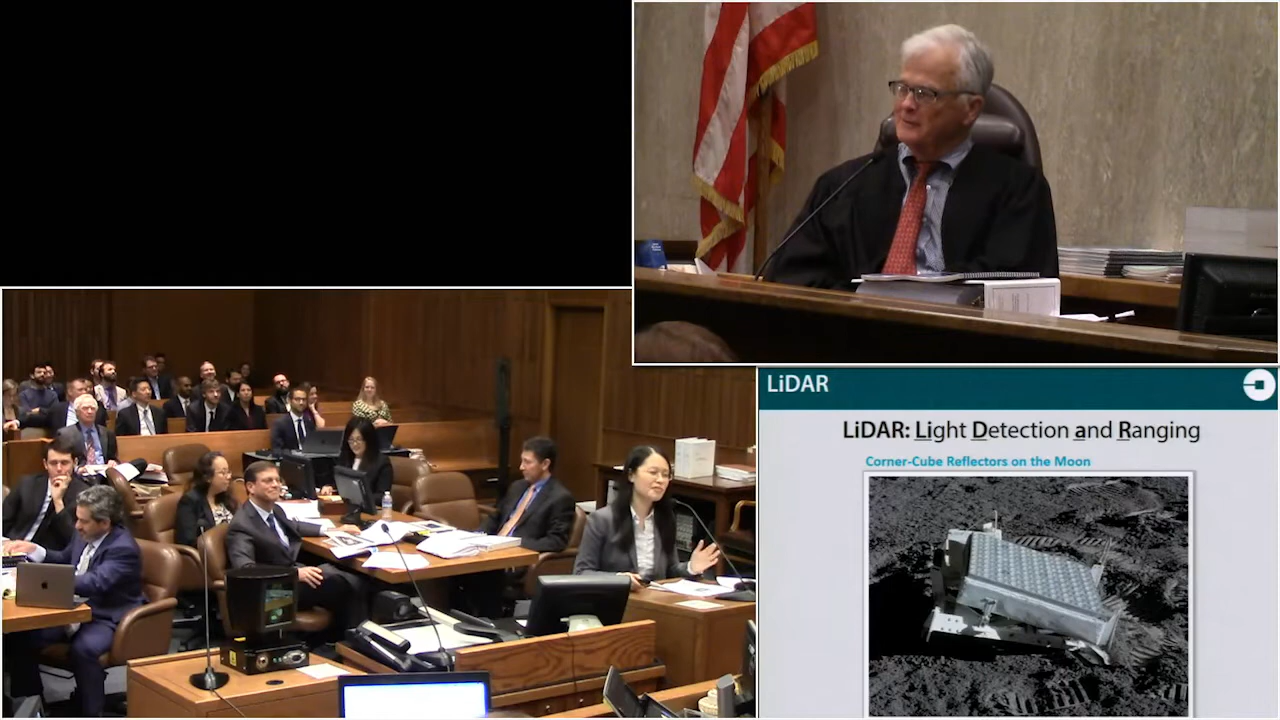 LiDAR
LiDAR: Light Detection and Ranging
Corner-Cube Reflectors on the Moon